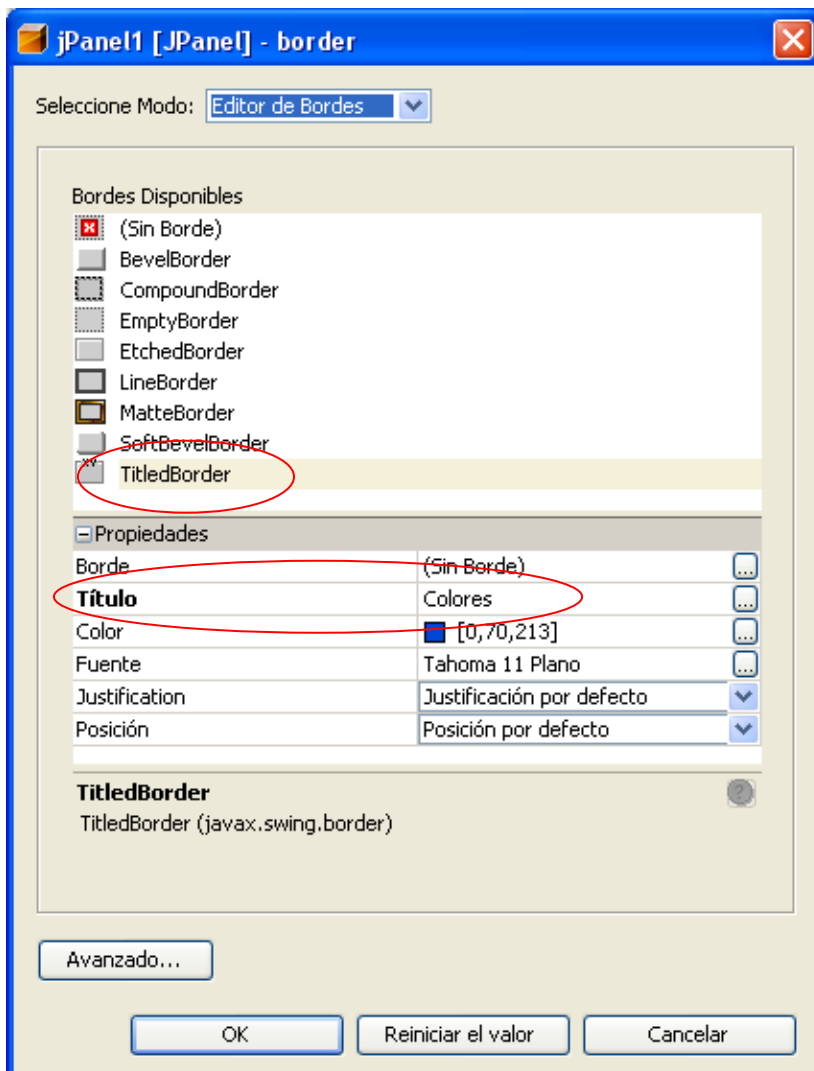 jPanel1 [JPanel] - border
Seleccione Modo: Editor de Bordes
Bordes Disponibles
(Sin Borde)
BevelBorder
CompoundBorder
EmptyBorder
EtchedBorder
LineBorder
MatteBorder
SoftBevelBorder
XY
TitledBorder
Propiedades
Borde (Sin Borde) ...
Título Colores ...
Color [0,70,213] ...
Fuente Tahoma 11 Plano ...
Justification Justificación por defecto
Posición Posición por defecto
TitledBorder ?
TitledBorder (javax.swing.border)
Avanzado...
OK Reiniciar el valor Cancelar